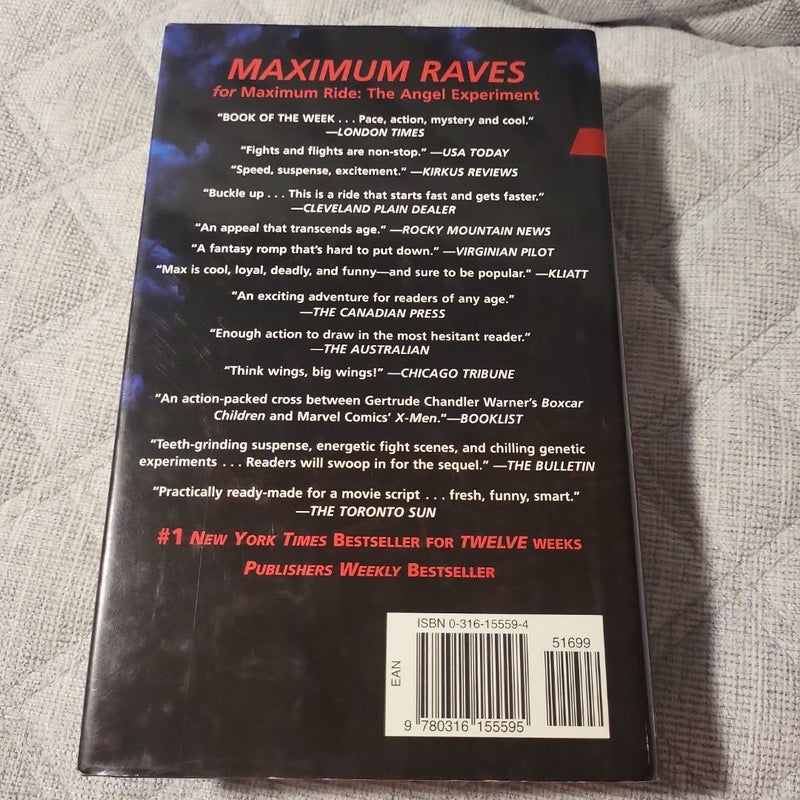 MAXIMUM RAVES
for Maximum Ride: The Angel Experiment
“BOOK OF THE WEEK . . . Pace, action, mystery and cool.”
—LONDON TIMES
“Fights and flights are non-stop.” —USA TODAY
“Speed, suspense, excitement.” —KIRKUS REVIEWS
“Buckle up . . . This is a ride that starts fast and gets faster.”
—CLEVELAND PLAIN DEALER
“An appeal that transcends age.” —ROCKY MOUNTAIN NEWS
“A fantasy romp that’s hard to put down.” —VIRGINIAN PILOT
“Max is cool, loyal, deadly, and funny—and sure to be popular.” —KLIATT
“An exciting adventure for readers of any age.”
—THE CANADIAN PRESS
“Enough action to draw in the most hesitant reader.”
—THE AUSTRALIAN
“Think wings, big wings!” —CHICAGO TRIBUNE
“An action-packed cross between Gertrude Chandler Warner’s Boxcar
Children and Marvel Comics’ X-Men.”—BOOKLIST
“Teeth-grinding suspense, energetic fight scenes, and chilling genetic
experiments . . . Readers will swoop in for the sequel.” —THE BULLETIN
“Practically ready-made for a movie script . . . fresh, funny, smart.”
—THE TORONTO SUN
#1 NEW YORK TIMES BESTSELLER FOR TWELVE WEEKS
PUBLISHERS WEEKLY BESTSELLER
ISBN 0-316-15559-4
51699
EAN
9 780316 155595